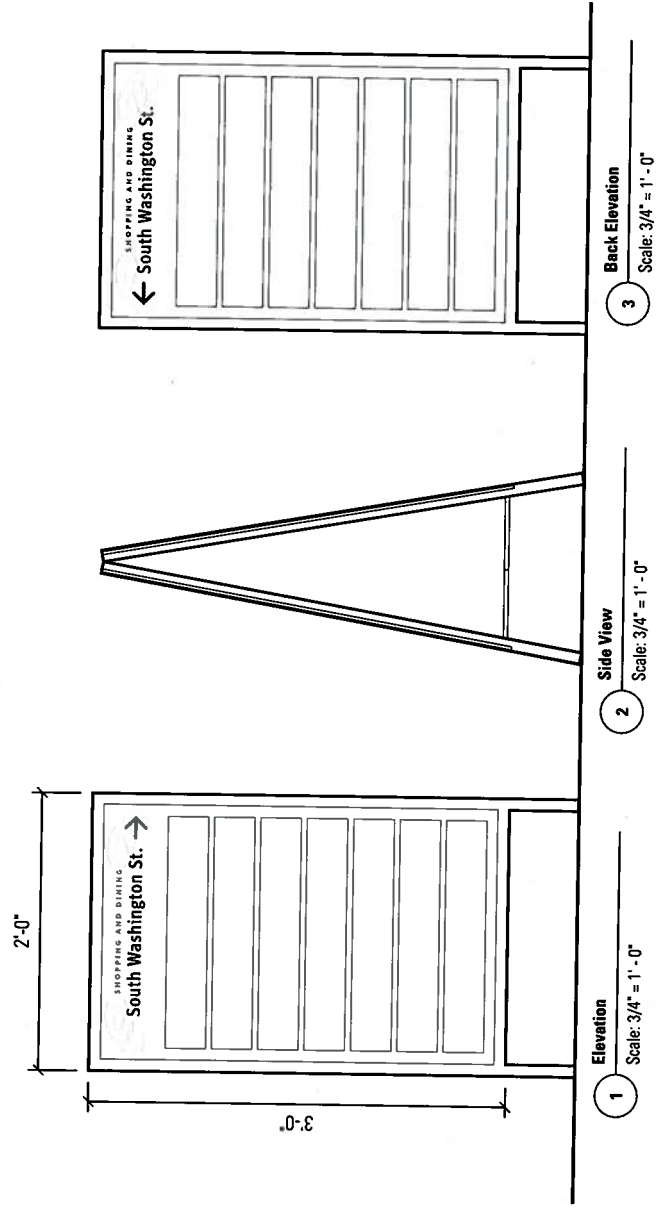 2'-0"
3'-0"
SHOPPING AND DINING
South Washington St. →
1
Elevation
Scale: 3/4" = 1' - 0"
2
Side View
Scale: 3/4" = 1' - 0"
SHOPPING AND DINING
← South Washington St.
3
Back Elevation
Scale: 3/4" = 1' - 0"